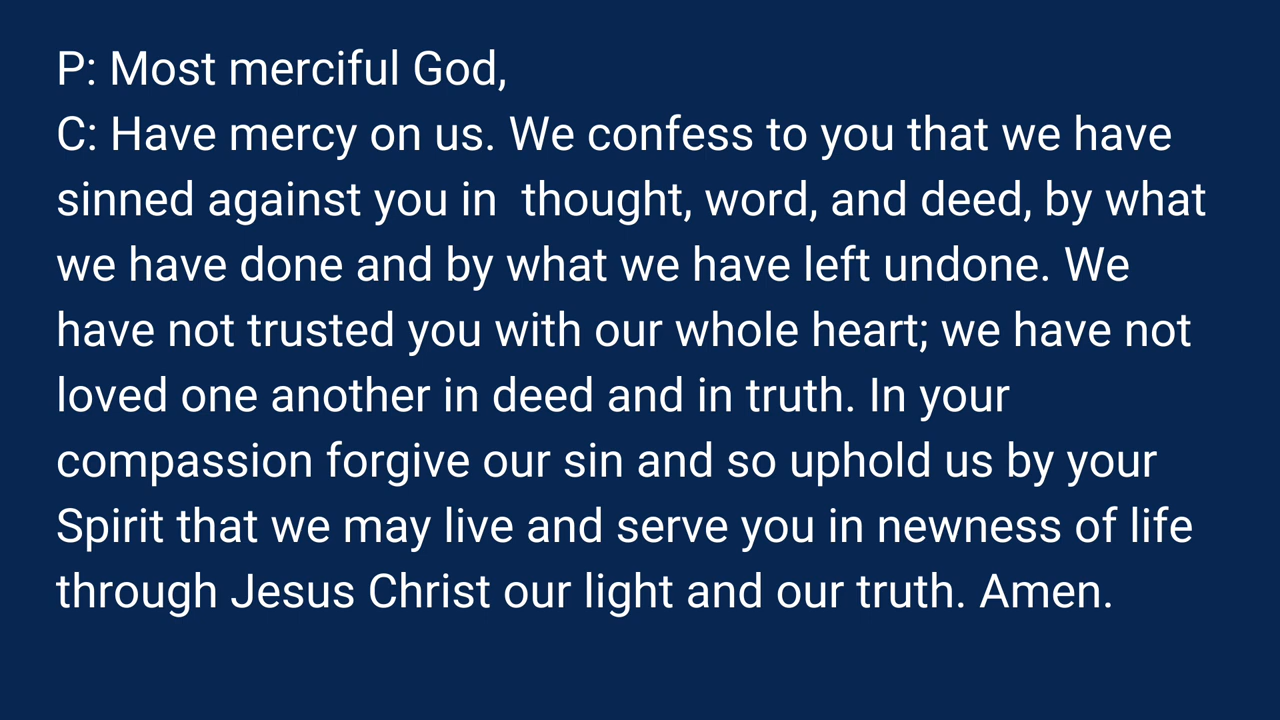 P: Most merciful God,
C: Have mercy on us. We confess to you that we have
sinned against you in  thought, word, and deed, by what
we have done and by what we have left undone. We
have not trusted you with our whole heart; we have not
loved one another in deed and in truth. In your
compassion forgive our sin and so uphold us by your
Spirit that we may live and serve you in newness of life
through Jesus Christ our light and our truth. Amen.